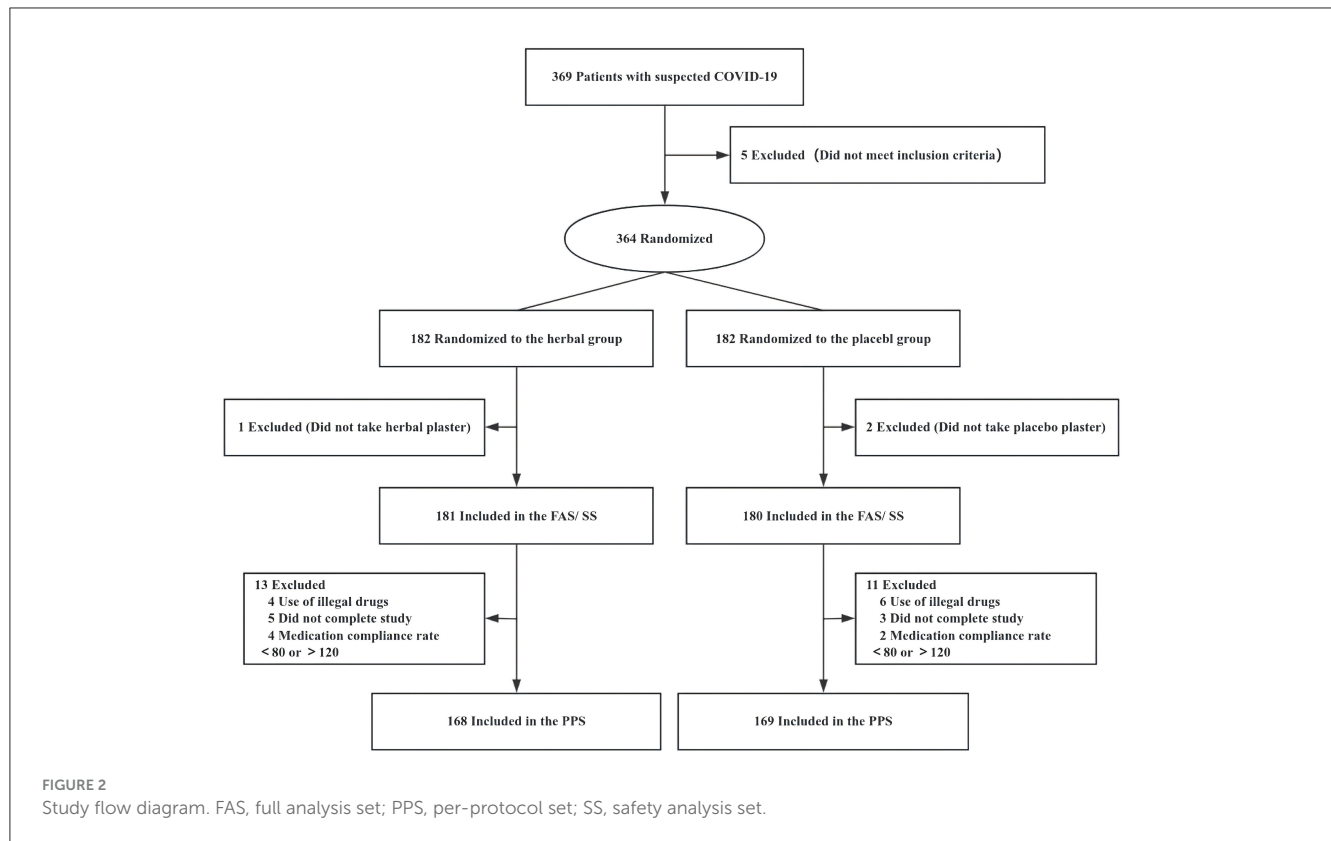 369 Patients with suspected COVID-19
5 Excluded（Did not meet inclusion criteria）
364 Randomized
182 Randomized to the herbal group
182 Randomized to the placebl group
1 Excluded (Did not take herbal plaster)
2 Excluded (Did not take placebo plaster)
181 Included in the FAS/ SS
180 Included in the FAS/ SS
13 Excluded
4 Use of illegal drugs
5 Did not complete study
4 Medication compliance rate
＜80 or ＞120
11 Excluded
6 Use of illegal drugs
3 Did not complete study
2 Medication compliance rate
＜80 or ＞120
168 Included in the PPS
169 Included in the PPS
FIGURE 2
Study flow diagram. FAS, full analysis set; PPS, per-protocol set; SS, safety analysis set.